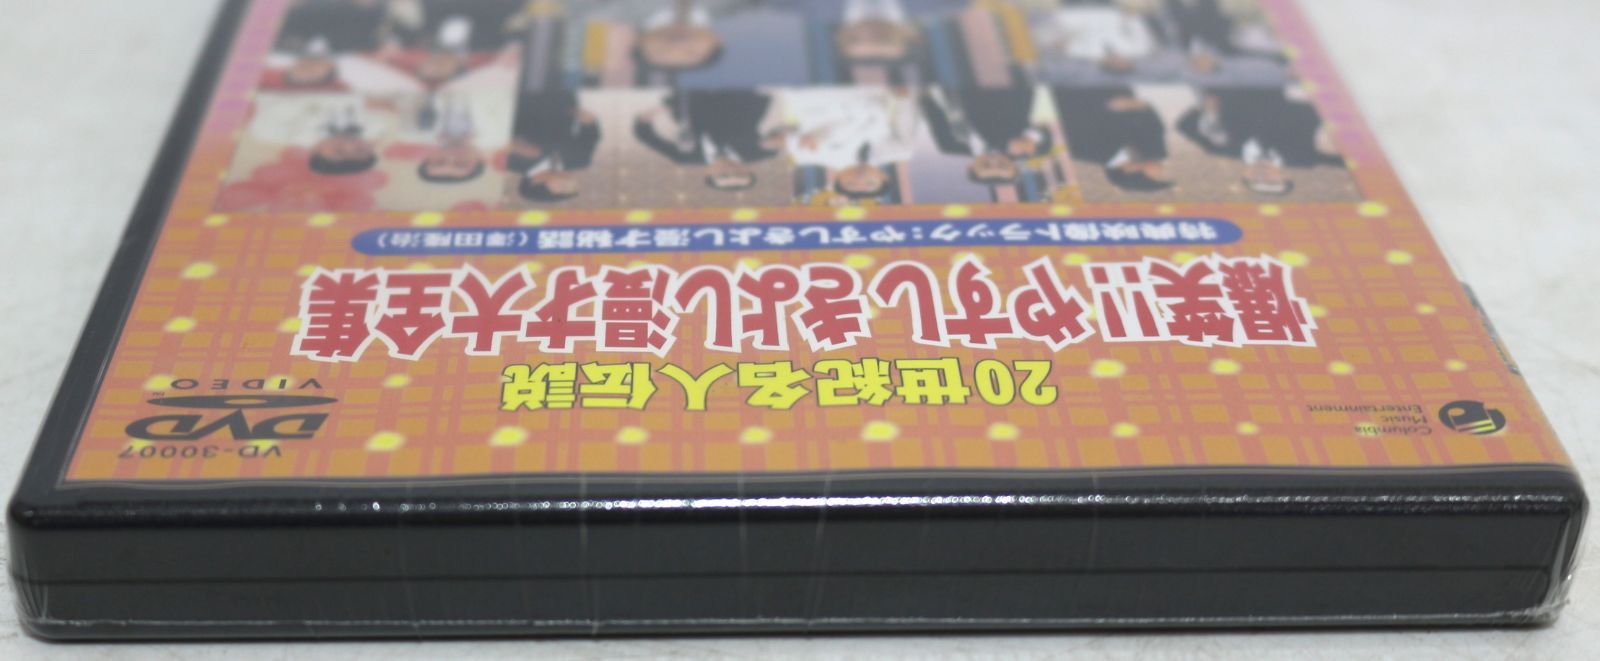 VD-30007
DVD
VIDEO
TM
Columbia
Music
Entertainment
20世紀名人伝説
爆笑!!やすしきよし漫才大全集
特典映像トラック:やすしきよし漫才秘話(澤田隆治)